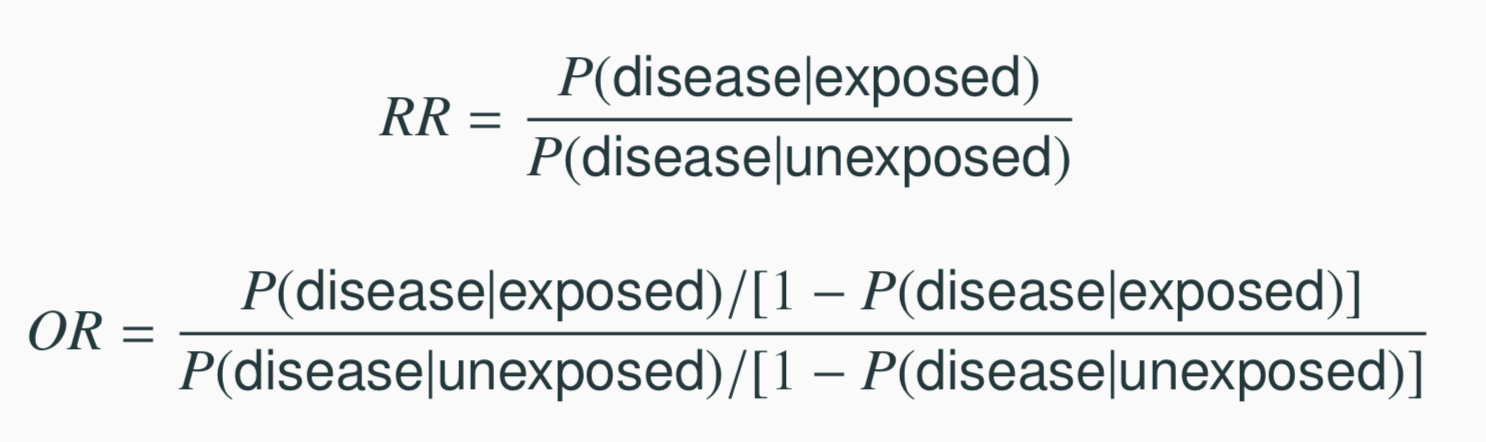 RR = P(disease|exposed) / P(disease|unexposed)
OR = P(disease|exposed)/[1 − P(disease|exposed)] / P(disease|unexposed)/[1 − P(disease|unexposed)]